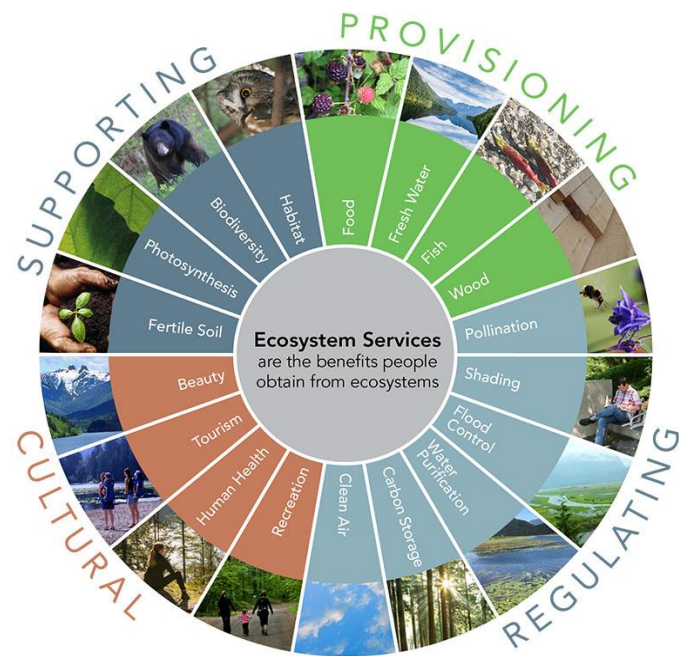 SUPPORTING
PROVISIONING
REGULATING
CULTURAL
Ecosystem Services
are the benefits people
obtain from ecosystems
Food
Fresh Water
Fish
Wood
Pollination
Shading
Flood
Control
Water
Purification
Carbon Storage
Clean Air
Recreation
Human Health
Tourism
Beauty
Fertile Soil
Photosynthesis
Biodiversity
Habitat